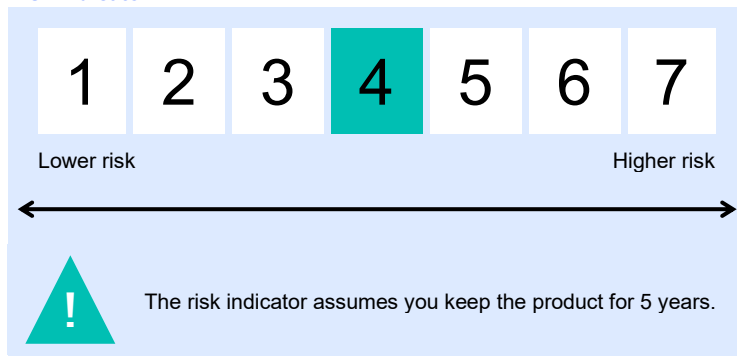 1 2 3 4 5 6 7
Lower risk Higher risk
! The risk indicator assumes you keep the product for 5 years.